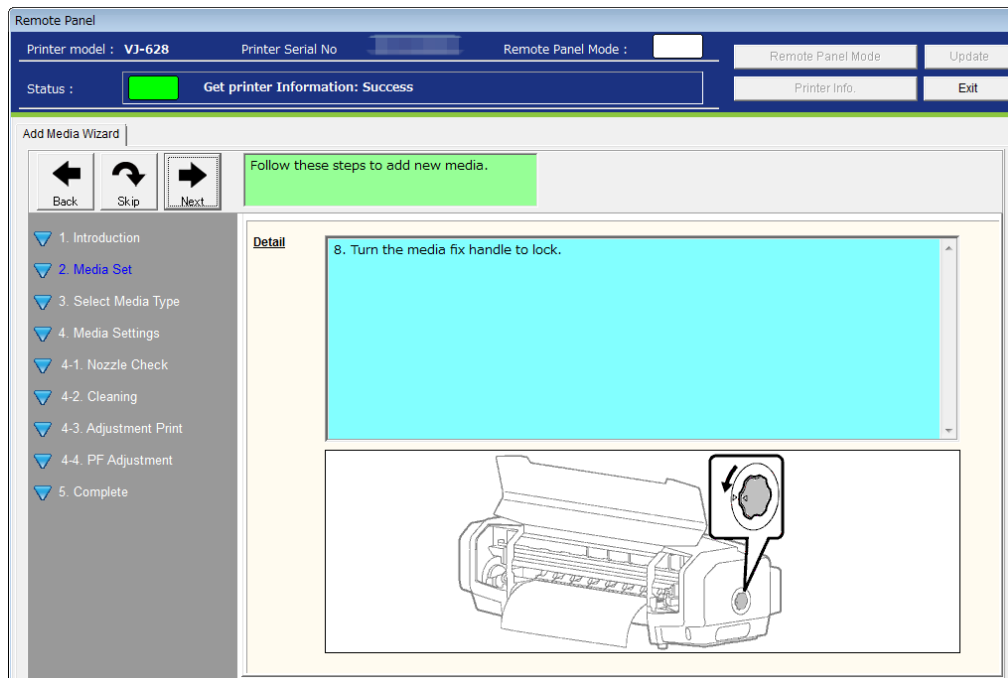 Remote Panel
Printer model : VJ-628 Printer Serial No Remote Panel Mode :
Remote Panel Mode Update
Status : Get printer Information: Success
Printer Info. Exit
Add Media Wizard
Follow these steps to add new media.
Back Skip Next
1. Introduction
2. Media Set
3. Select Media Type
4. Media Settings
4-1. Nozzle Check
4-2. Cleaning
4-3. Adjustment Print
4-4. PF Adjustment
5. Complete
Detail
8. Turn the media fix handle to lock.